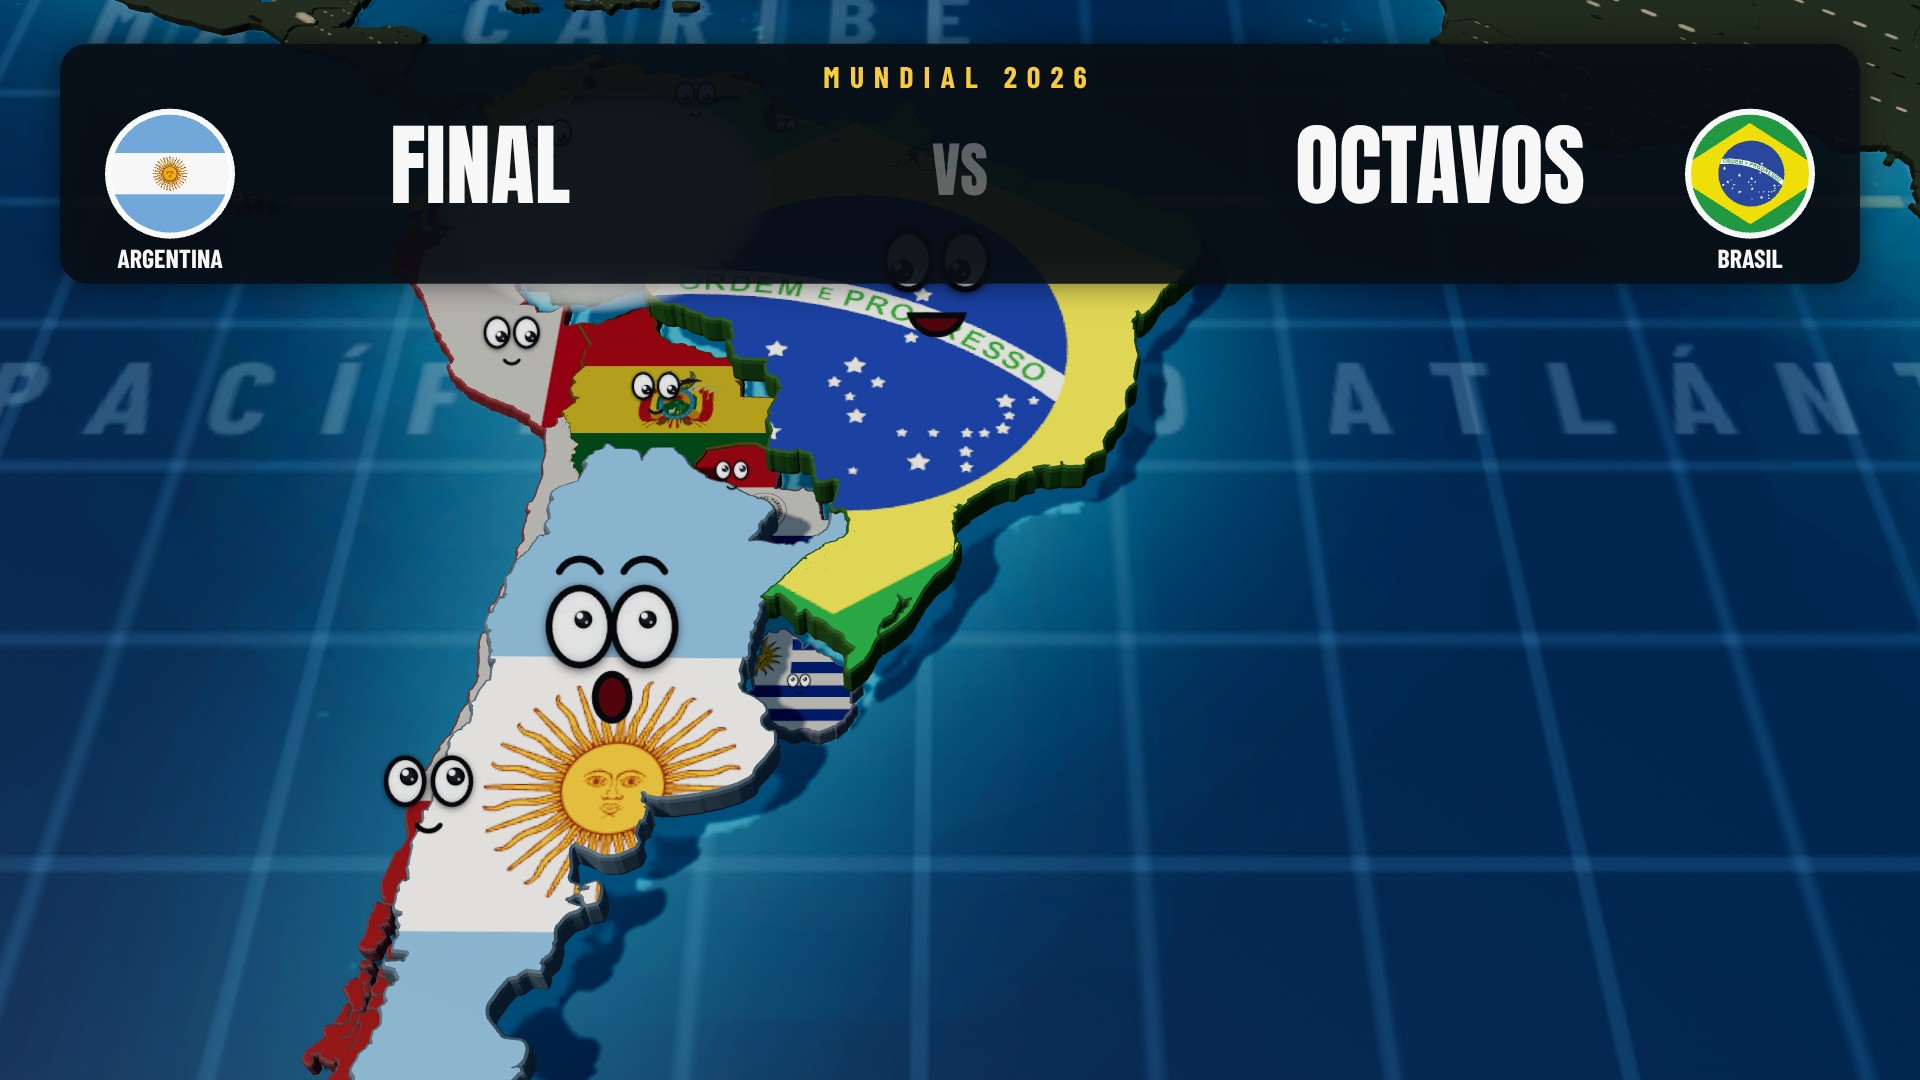 CARIBE
MUNDIAL 2026
FINAL
VS
OCTAVOS
ARGENTINA
BRASIL
ORDEM E PROGRESSO
PACÍF
O ATLÁNT